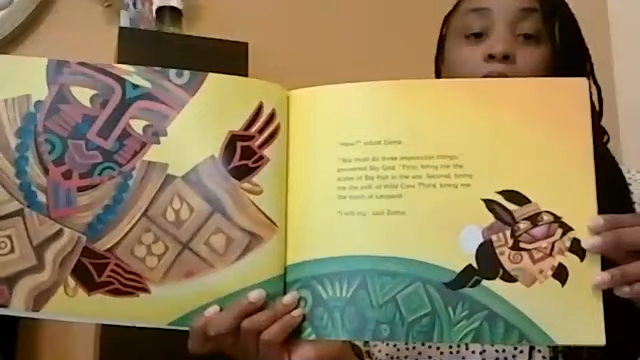 "How?" asked Zomo.
"You must do three impossible things,"
answered Sky God. "First, bring me the
scales of Big Fish in the sea. Second, bring
me the milk of Wild Cow. Third, bring me
the tooth of Leopard."
"I will try," said Zomo.